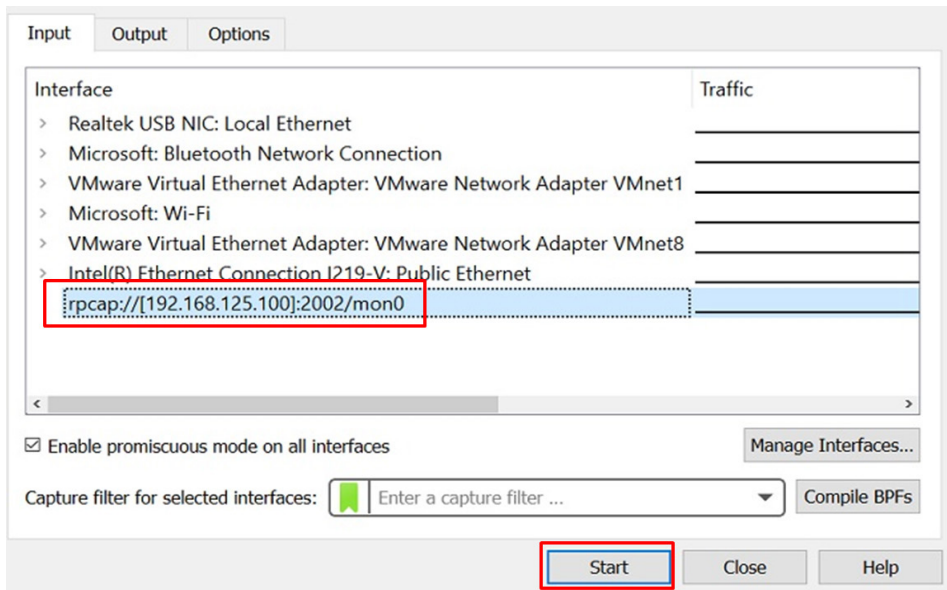 Input Output Options
Interface Traffic
Realtek USB NIC: Local Ethernet
Microsoft: Bluetooth Network Connection
VMware Virtual Ethernet Adapter: VMware Network Adapter VMnet1
Microsoft: Wi-Fi
VMware Virtual Ethernet Adapter: VMware Network Adapter VMnet8
Intel(R) Ethernet Connection I219-V: Public Ethernet
rpcap://[192.168.125.100]:2002/mon0
Enable promiscuous mode on all interfaces Manage Interfaces...
Capture filter for selected interfaces: Enter a capture filter ... Compile BPFs
Start Close Help